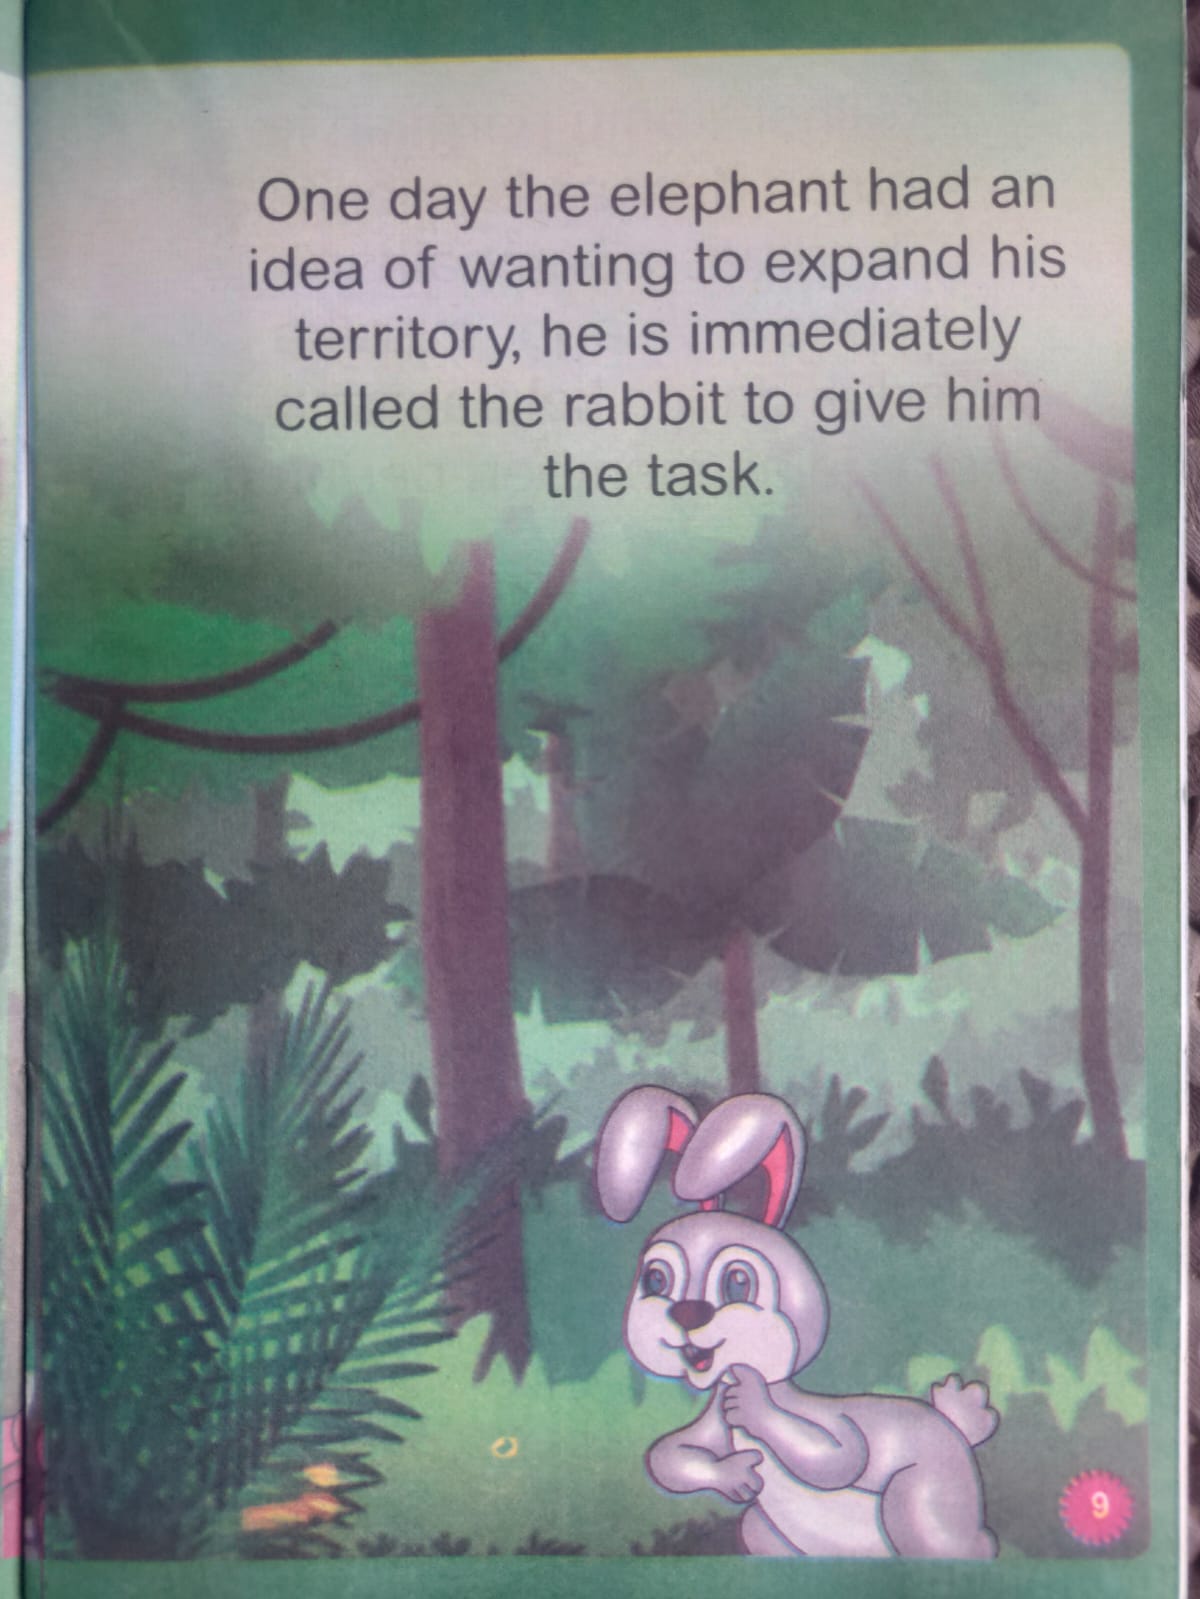 One day the elephant had an
idea of wanting to expand his
territory, he is immediately
called the rabbit to give him
the task.
9